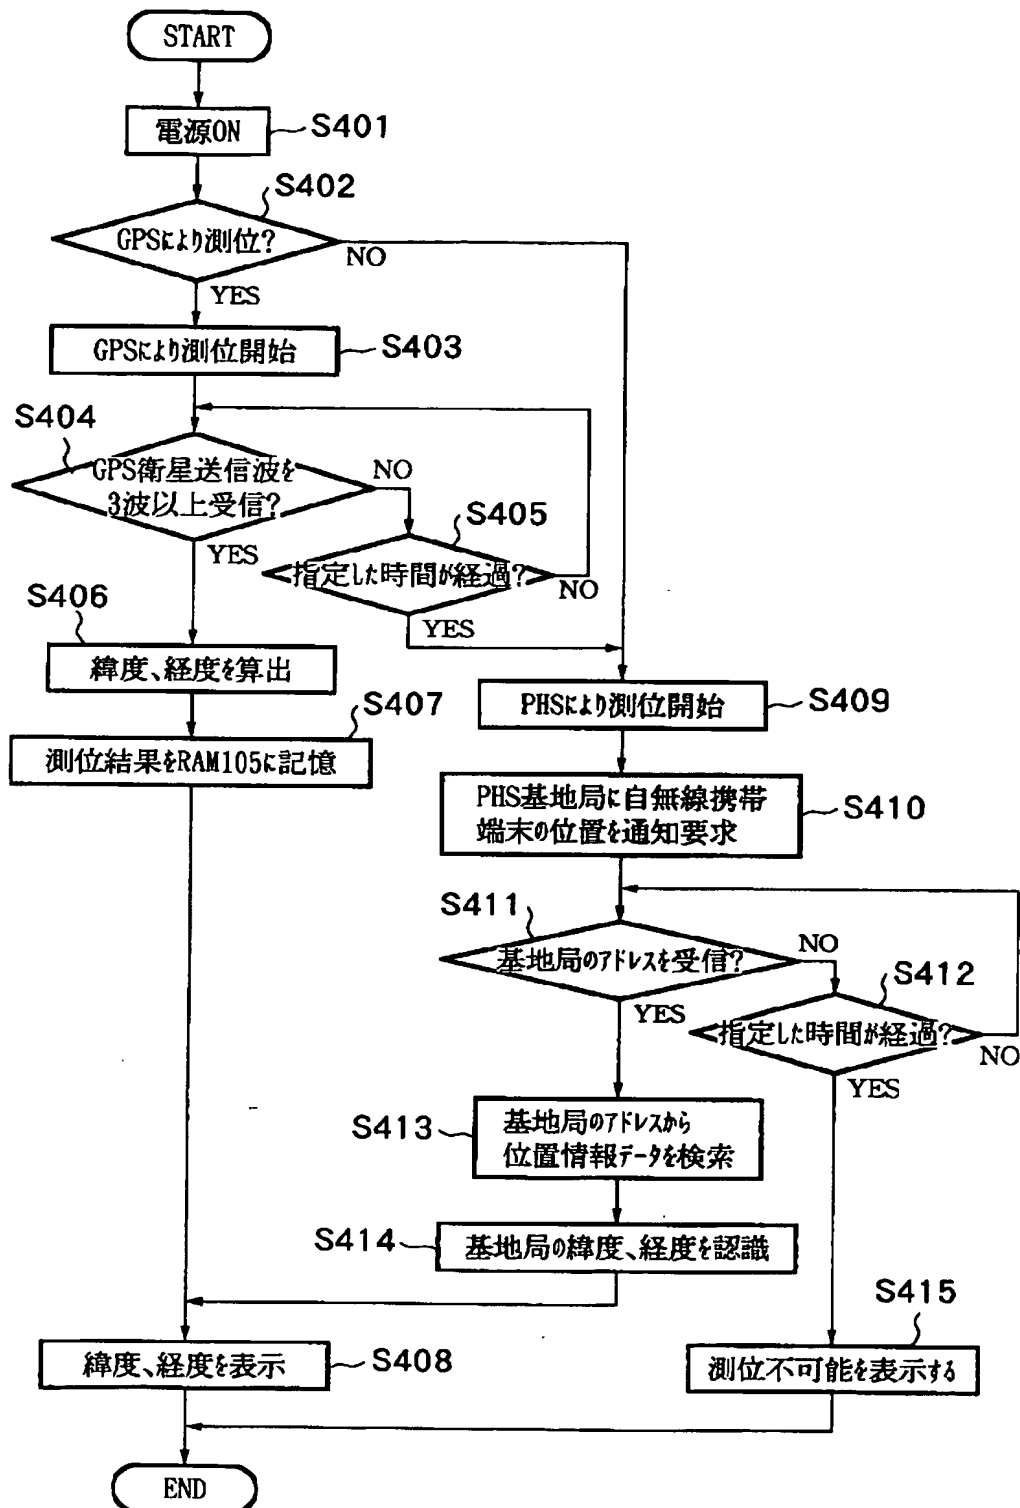 START
電源ON
S401
S402
GPSにより測位?
NO
YES
GPSにより測位開始
S403
S404
GPS衛星送信波を
3波以上受信?
NO
YES
S405
指定した時間が経過?
NO
YES
S406
緯度、経度を算出
S407
測位結果をRAM105に記憶
PHSにより測位開始
S409
PHS基地局に自無線携帯
端末の位置を通知要求
S410
S411
基地局のアドレスを受信?
NO
YES
S412
指定した時間が経過?
NO
YES
S413
基地局のアドレスから
位置情報データを検索
S414
基地局の緯度、経度を認識
S415
測位不可能を表示する
緯度、経度を表示
S408
END